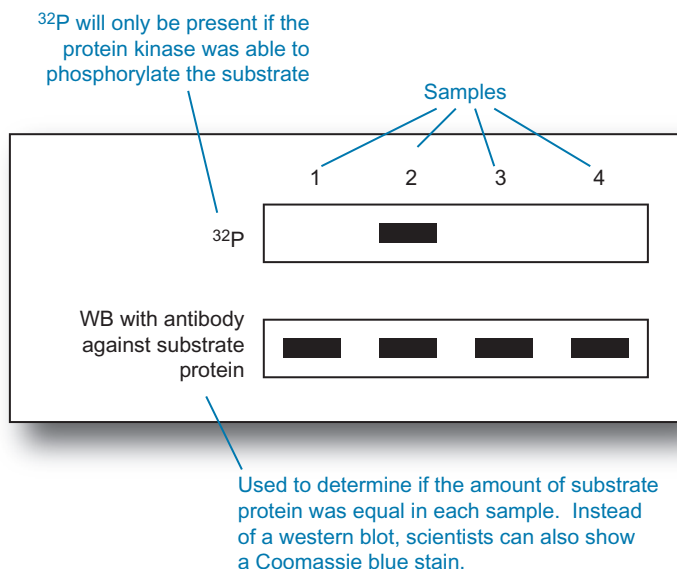 ³²P will only be present if the
protein kinase was able to
phosphorylate the substrate
Samples
1 2 3 4
³²P
WB with antibody
against substrate
protein
Used to determine if the amount of substrate
protein was equal in each sample. Instead
of a western blot, scientists can also show
a Coomassie blue stain.